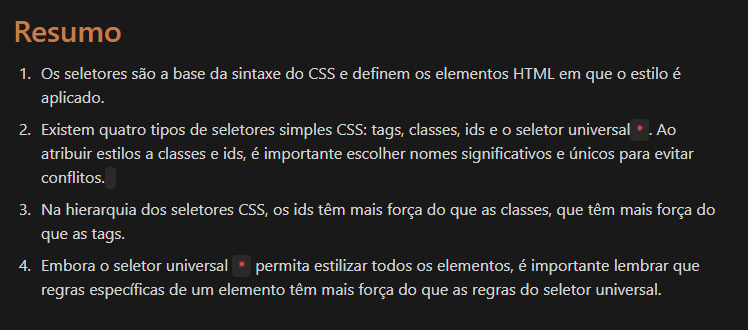 Resumo
1. Os seletores são a base da sintaxe do CSS e definem os elementos HTML em que o estilo é
aplicado.
2. Existem quatro tipos de seletores simples CSS: tags, classes, ids e o seletor universal * . Ao
atribuir estilos a classes e ids, é importante escolher nomes significativos e únicos para evitar
conflitos.
3. Na hierarquia dos seletores CSS, os ids têm mais força do que as classes, que têm mais força do
que as tags.
4. Embora o seletor universal * permita estilizar todos os elementos, é importante lembrar que
regras específicas de um elemento têm mais força do que as regras do seletor universal.